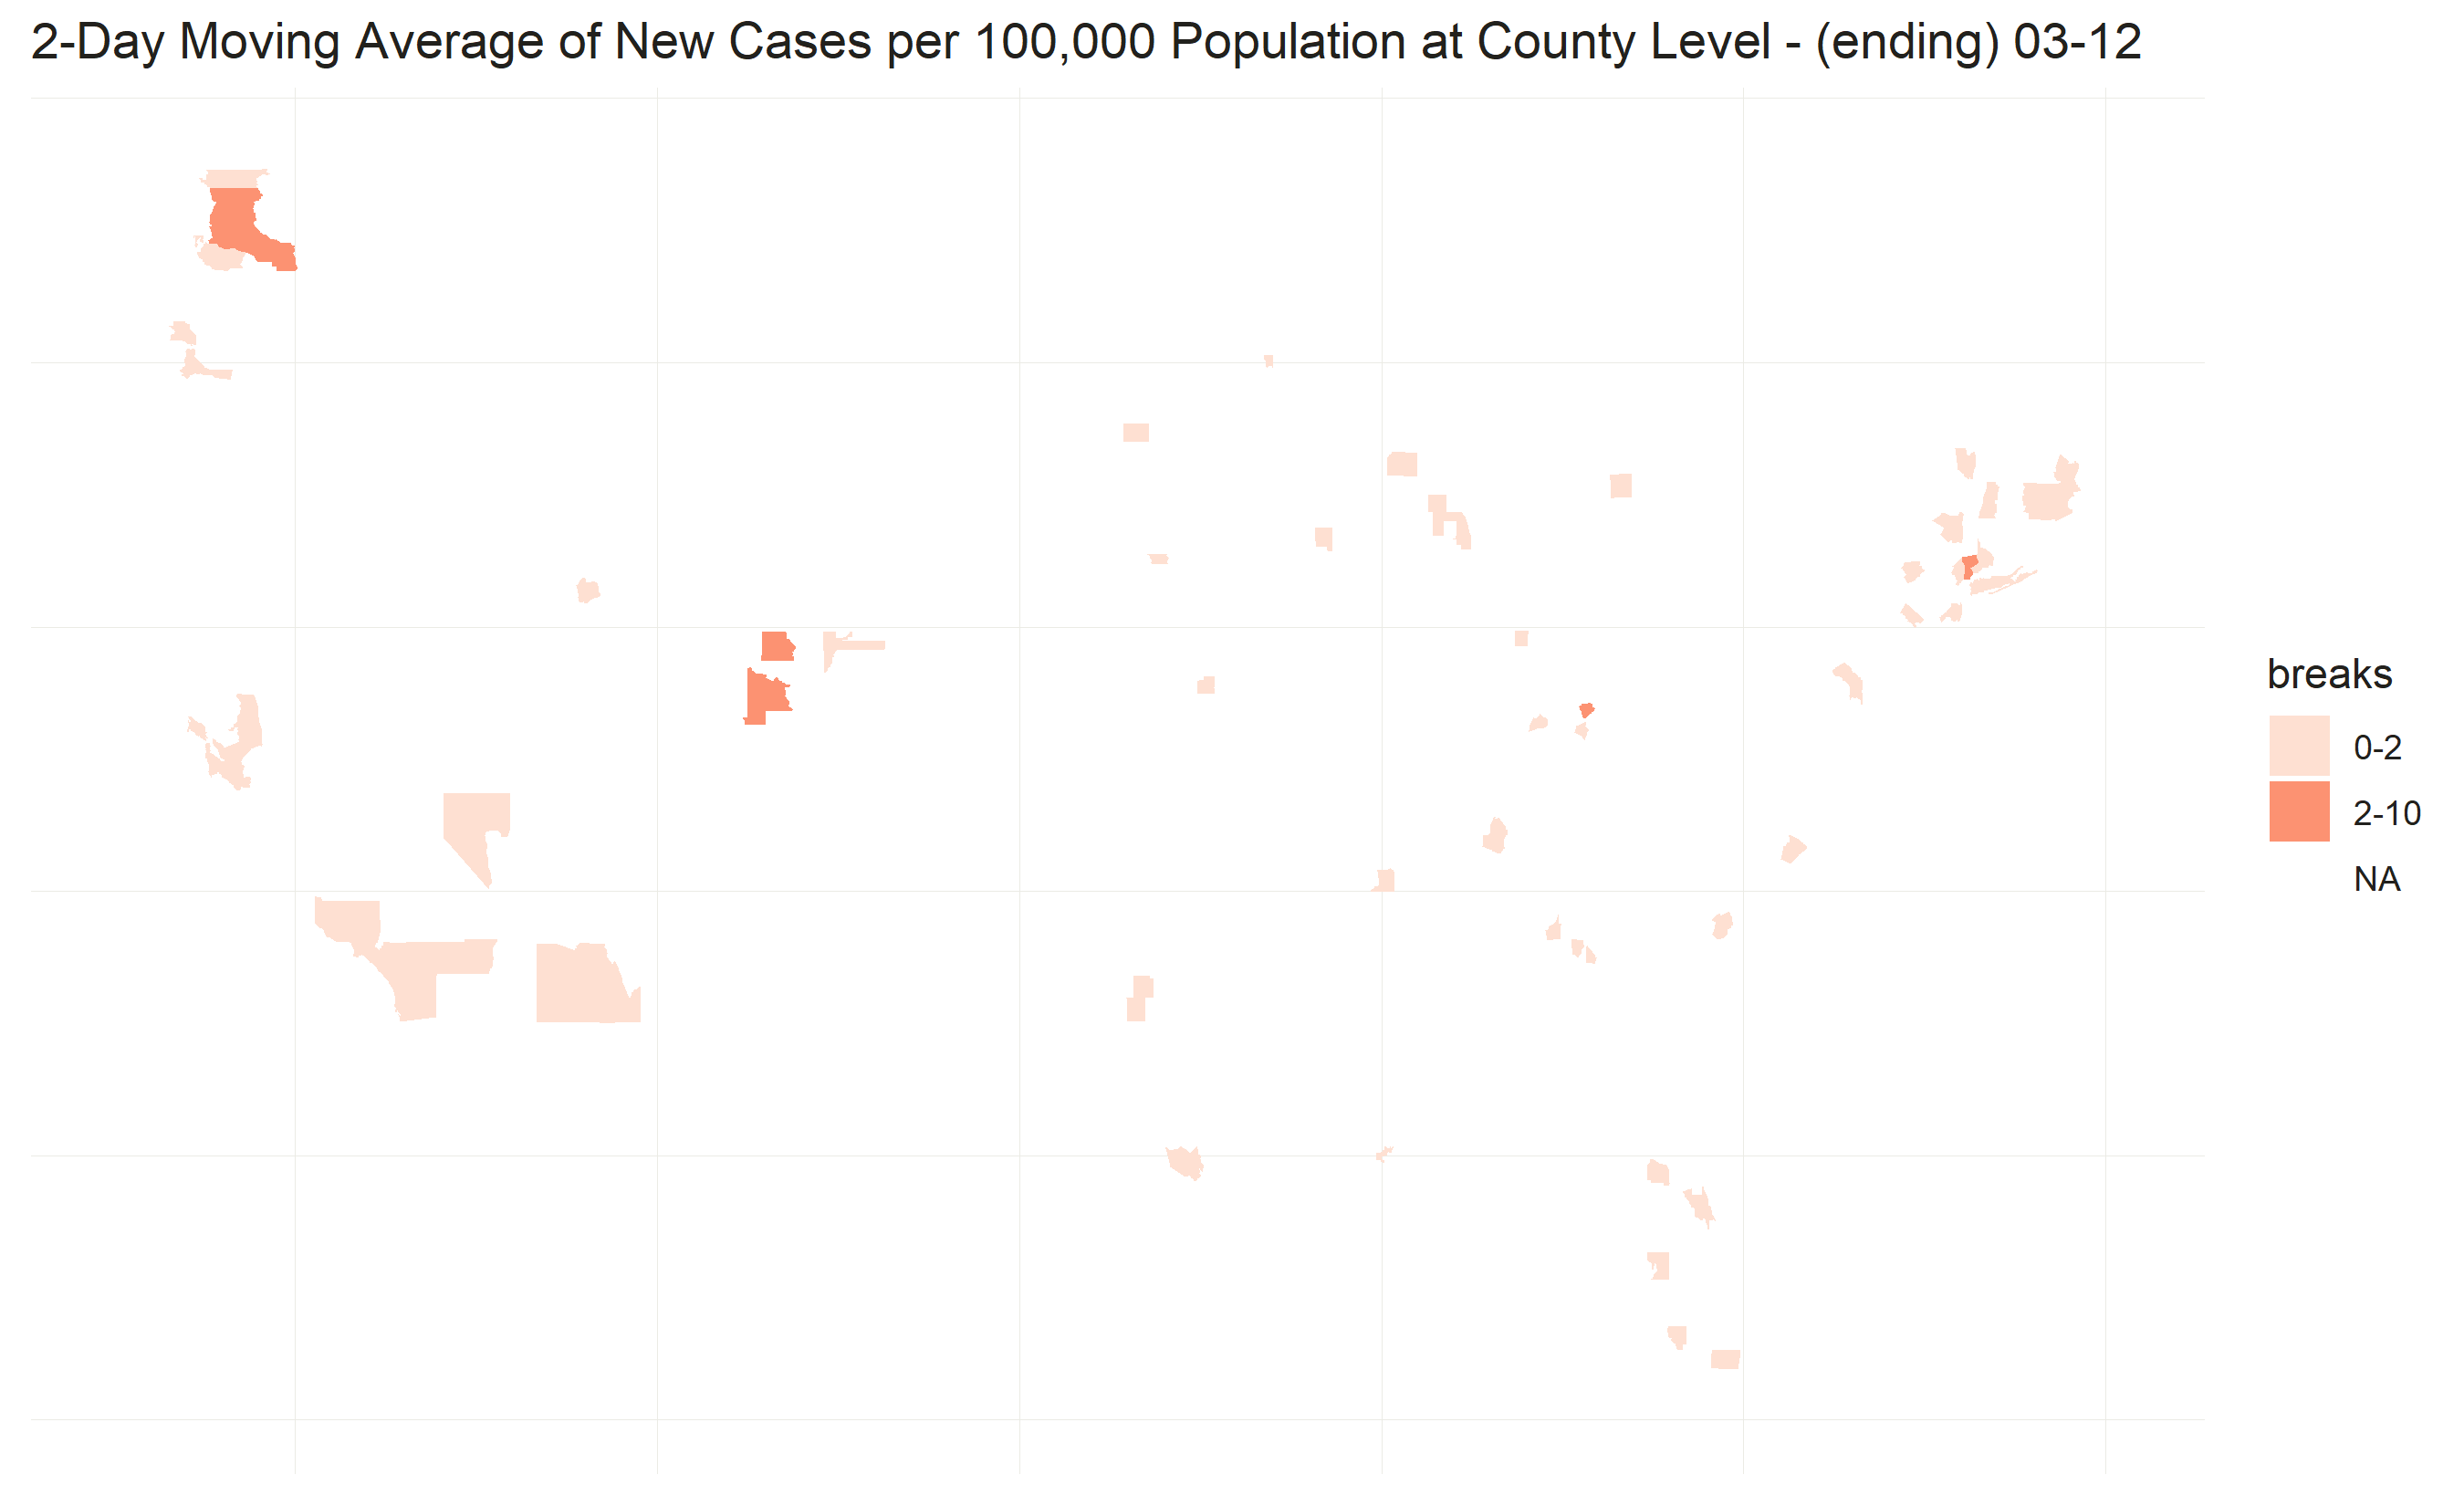 2-Day Moving Average of New Cases per 100,000 Population at County Level - (ending) 03-12
breaks
0-2
2-10
NA